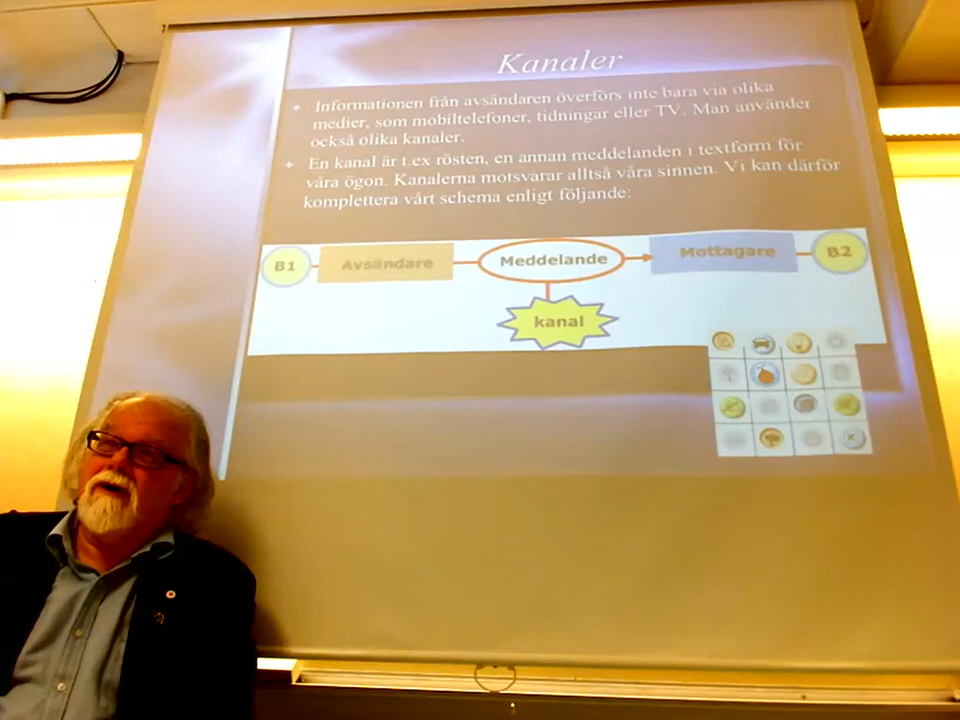 Kanaler
Informationen från avsändaren överförs inte bara via olika
medier, som mobiltelefoner, tidningar eller TV. Man använder
också olika kanaler.
En kanal är t.ex rösten, en annan meddelanden i textform för
våra ögon. Kanalerna motsvarar alltså våra sinnen. Vi kan därför
komplettera vårt schema enligt följande:
B1 Avsändare Meddelande Mottagare B2
kanal